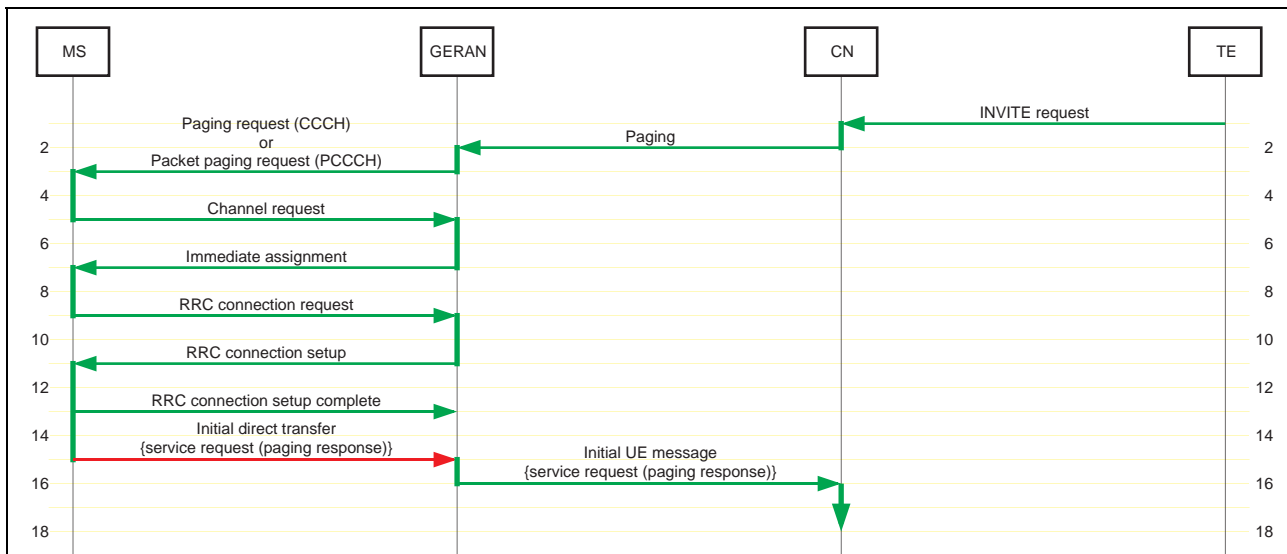 MS
GERAN
CN
TE
INVITE request
Paging request (CCCH)
or
Packet paging request (PCCCH)
Paging
2
2
4
4
Channel request
6
6
Immediate assignment
8
8
RRC connection request
10
10
RRC connection setup
12
12
RRC connection setup complete
14
14
Initial direct transfer
{service request (paging response)}
Initial UE message
{service request (paging response)}
16
16
18
18